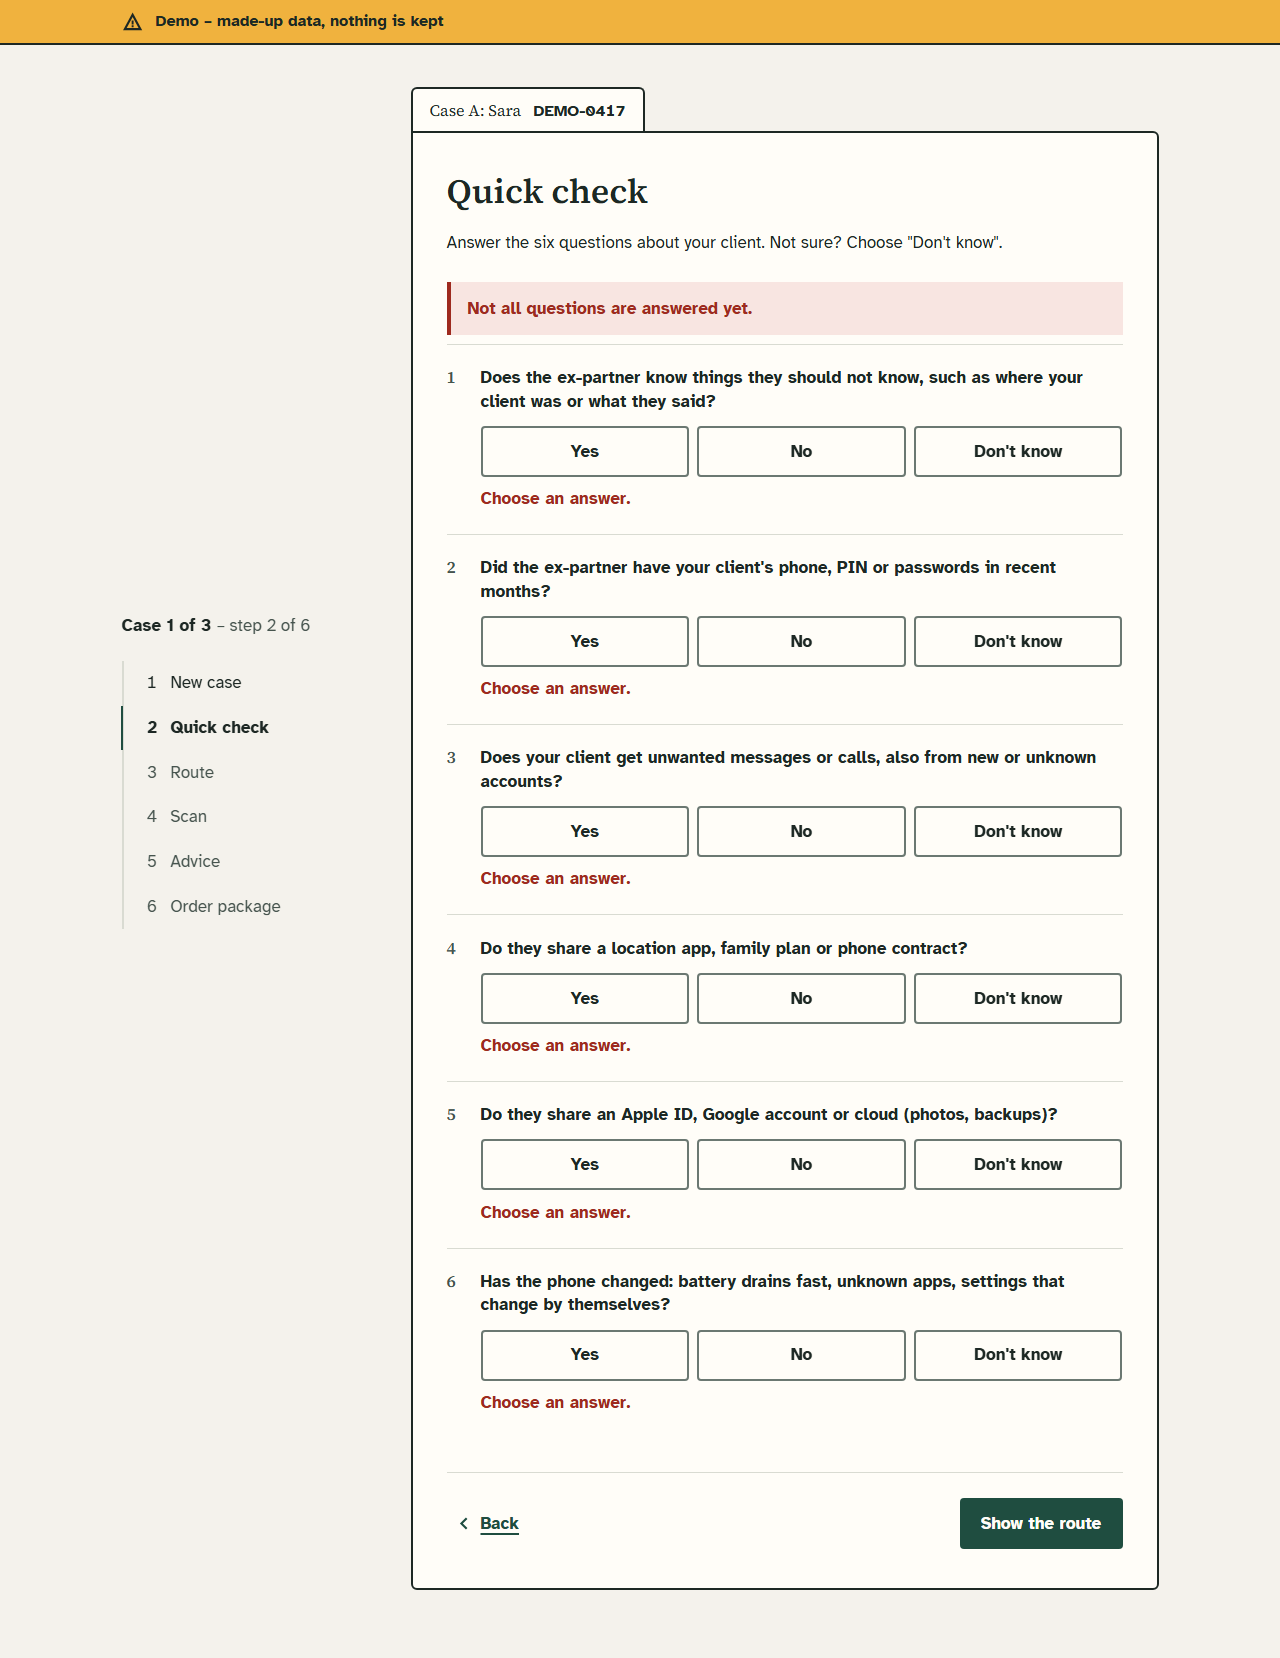 Demo – made-up data, nothing is kept
Case A: Sara DEMO-0417
Quick check
Answer the six questions about your client. Not sure? Choose "Don't know".
Not all questions are answered yet.
1 Does the ex-partner know things they should not know, such as where your
client was or what they said?
Yes No Don't know
Choose an answer.
2 Did the ex-partner have your client's phone, PIN or passwords in recent
months?
Yes No Don't know
Choose an answer.
Case 1 of 3 – step 2 of 6
1 New case
2 Quick check
3 Route
4 Scan
5 Advice
6 Order package
3 Does your client get unwanted messages or calls, also from new or unknown
accounts?
Yes No Don't know
Choose an answer.
4 Do they share a location app, family plan or phone contract?
Yes No Don't know
Choose an answer.
5 Do they share an Apple ID, Google account or cloud (photos, backups)?
Yes No Don't know
Choose an answer.
6 Has the phone changed: battery drains fast, unknown apps, settings that
change by themselves?
Yes No Don't know
Choose an answer.
Back
Show the route